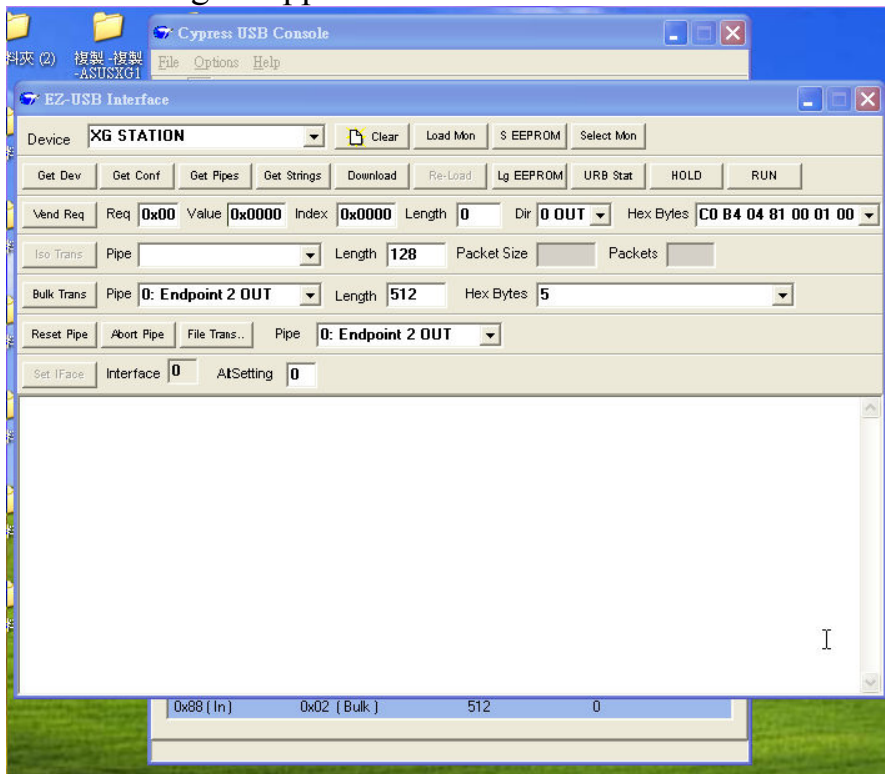 Cypress USB Console
料夾 (2) 複製 -複製
-ASUSXG1
File Options Help
EZ-USB Interface
Device XG STATION Clear Load Mon S EEPROM Select Mon
Get Dev Get Conf Get Pipes Get Strings Download Re-Load Lg EEPROM URB Stat HOLD RUN
Vend Req Req 0x00 Value 0x0000 Index 0x0000 Length 0 Dir 0 OUT Hex Bytes C0 B4 04 81 00 01 00
Iso Trans Pipe Length 128 Packet Size Packets
Bulk Trans Pipe 0: Endpoint 2 OUT Length 512 Hex Bytes 5
Reset Pipe Abort Pipe File Trans.. Pipe 0: Endpoint 2 OUT
Set IFace Interface 0 AltSetting 0
0x88 ( In ) 0x02 ( Bulk ) 512 0